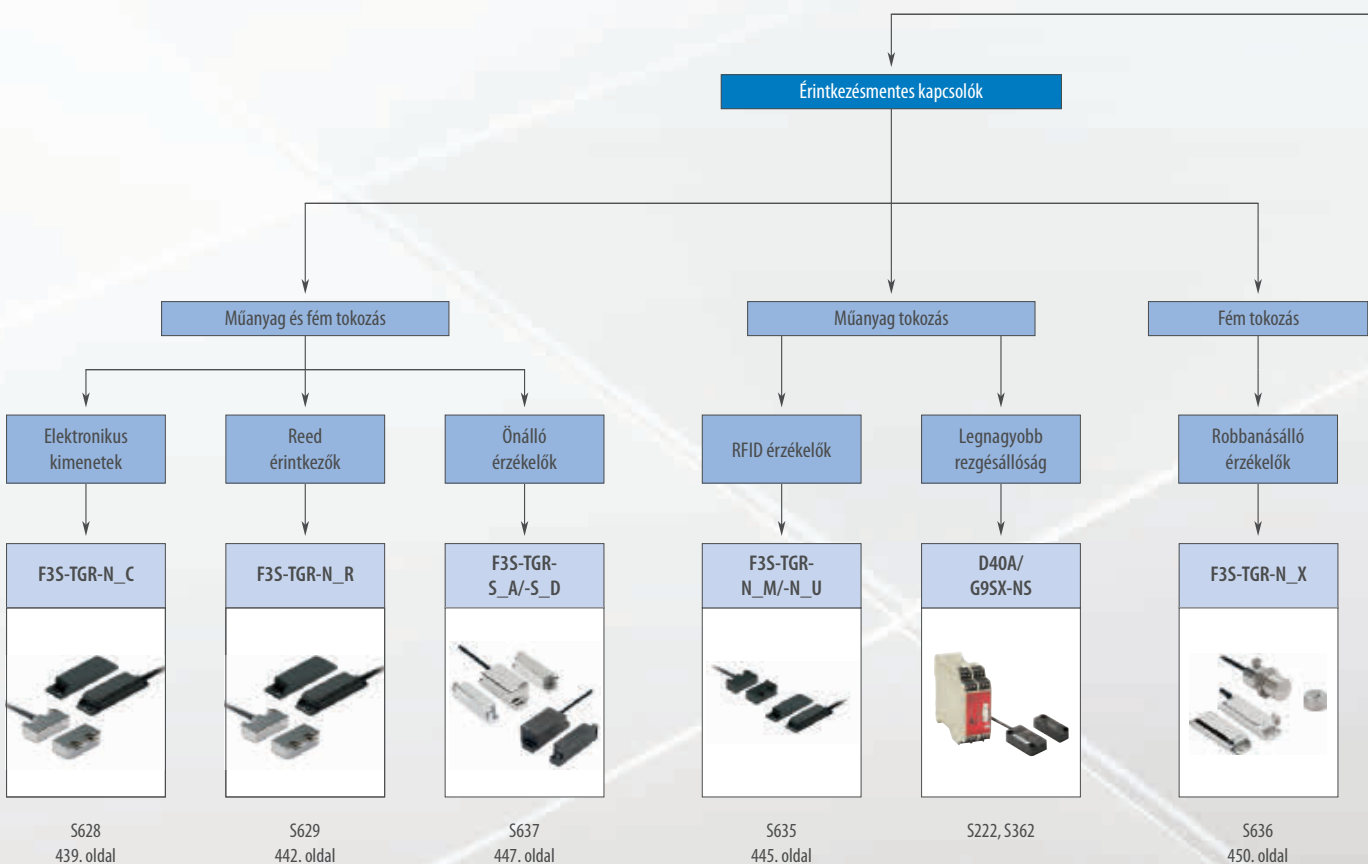 Érintkezésmentes kapcsolók
Műanyag és fém tokozás
Műanyag tokozás
Fém tokozás
Elektronikus
kimenetek
Reed
érintkezők
Önálló
érzékelők
RFID érzékelők
Legnagyobb
rezgésállóság
Robbanásálló
érzékelők
F3S-TGR-N_C
F3S-TGR-N_R
F3S-TGR-
S_A/-S_D
F3S-TGR-
N_M/-N_U
D40A/
G9SX-NS
F3S-TGR-N_X
S628
439. oldal
S629
442. oldal
S637
447. oldal
S635
445. oldal
S222, S362
S636
450. oldal